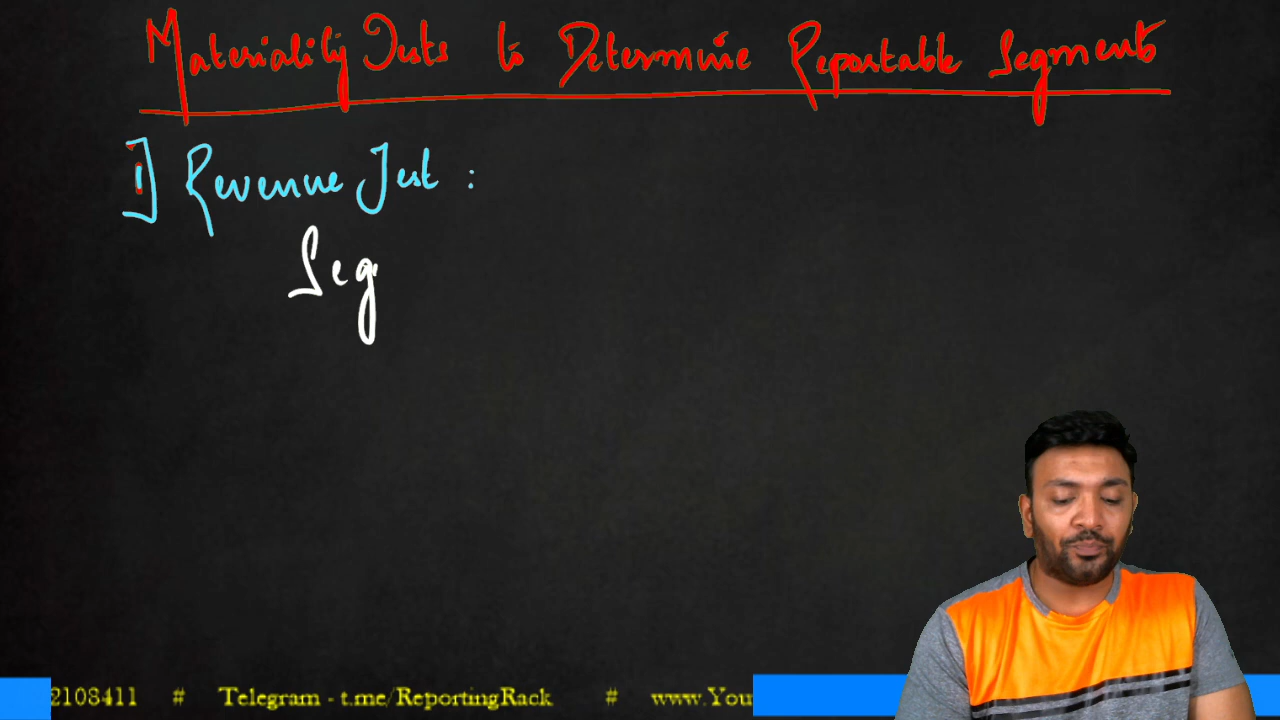 Materiality Tests to Determine Reportable Segments
1] Revenue Test :
Seg
2108411 # Telegram - t.me/ReportingRack # www.You